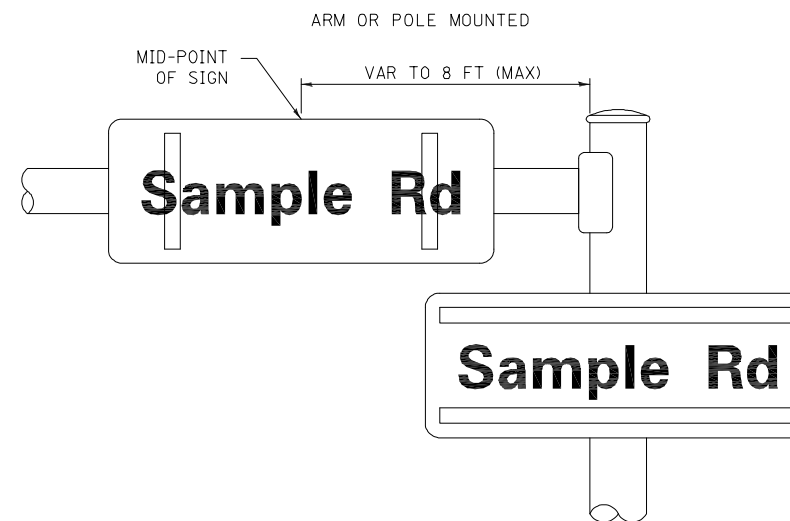 ARM OR POLE MOUNTED
MID-POINT
OF SIGN
VAR TO 8 FT (MAX)
Sample Rd
Sample Rd